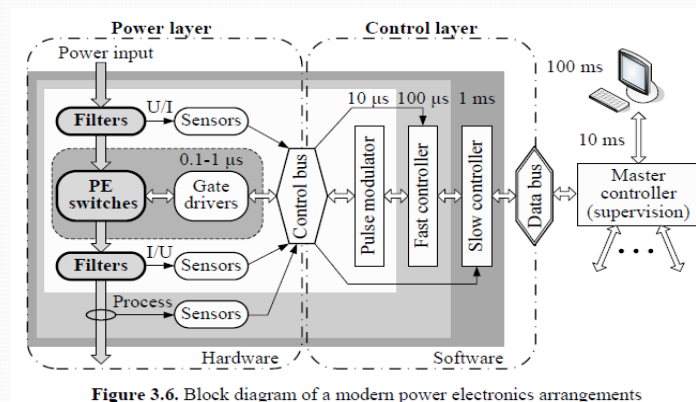 Power layer
Control layer
Power input
100 ms
U/I
10 µs
100 µs
1 ms
Filters
Sensors
10 ms
0.1-1 µs
PE
switches
Gate
drivers
Control bus
Pulse modulator
Fast controller
Slow controller
Data bus
Master
controller
(supervision)
I/U
Filters
Sensors
• • •
Process
Sensors
Hardware
Software
Figure 3.6. Block diagram of a modern power electronics arrangements